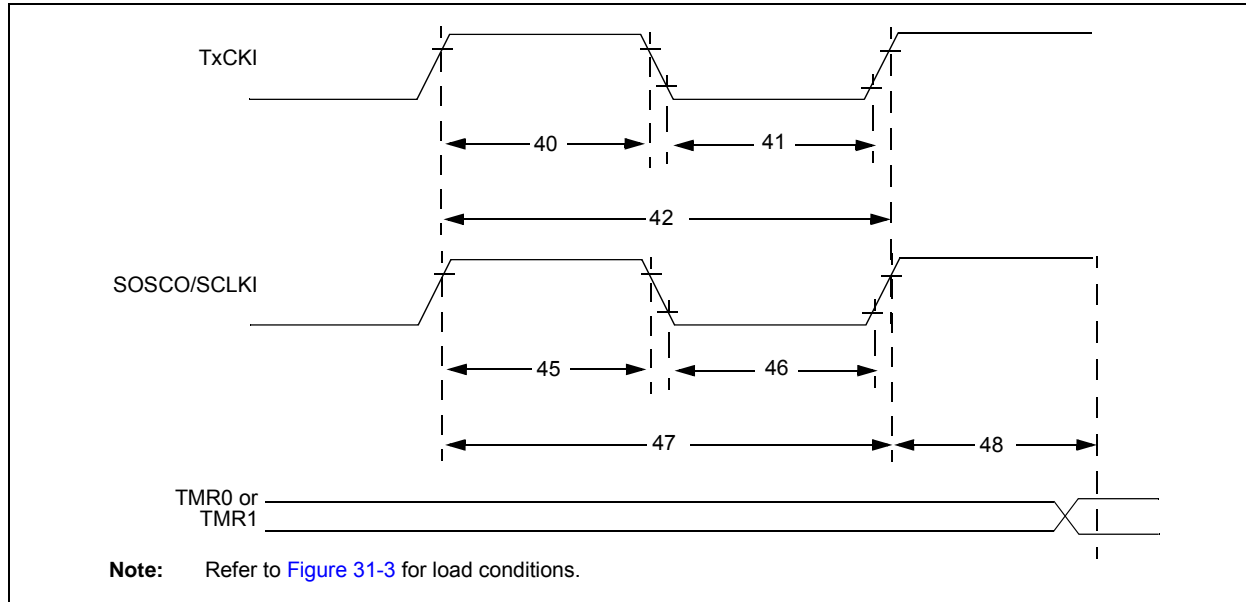 TxCKI
40
41
42
SOSCO/SCLKI
45
46
47
48
TMR0 or
TMR1
Note: Refer to Figure 31-3 for load conditions.